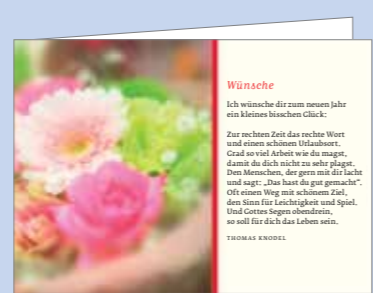 Wünsche
Ich wünsche dir zum neuen Jahr
ein kleines bisschen Glück:
Zur rechten Zeit das rechte Wort
und einen schönen Urlaubsort.
Grad so viel Arbeit wie du magst,
damit du dich nicht zu sehr plagst.
Den Menschen, der gern mit dir lacht
und sagt: „Das hast du gut gemacht“.
Oft einen Weg mit schönem Ziel,
den Sinn für Leichtigkeit und Spiel.
Und Gottes Segen obendrein,
so soll für dich das Leben sein.
THOMAS KNODEL